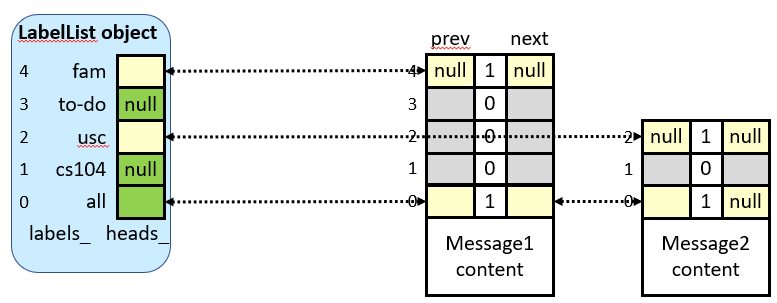 LabelList object
prev next
4 fam 4 null 1 null
3 to-do null 3 0
2 usc 2 0 2 null 1 null
1 cs104 null 1 0 1 0
0 all 0 1 0 1 null
labels_ heads_
Message1
content
Message2
content